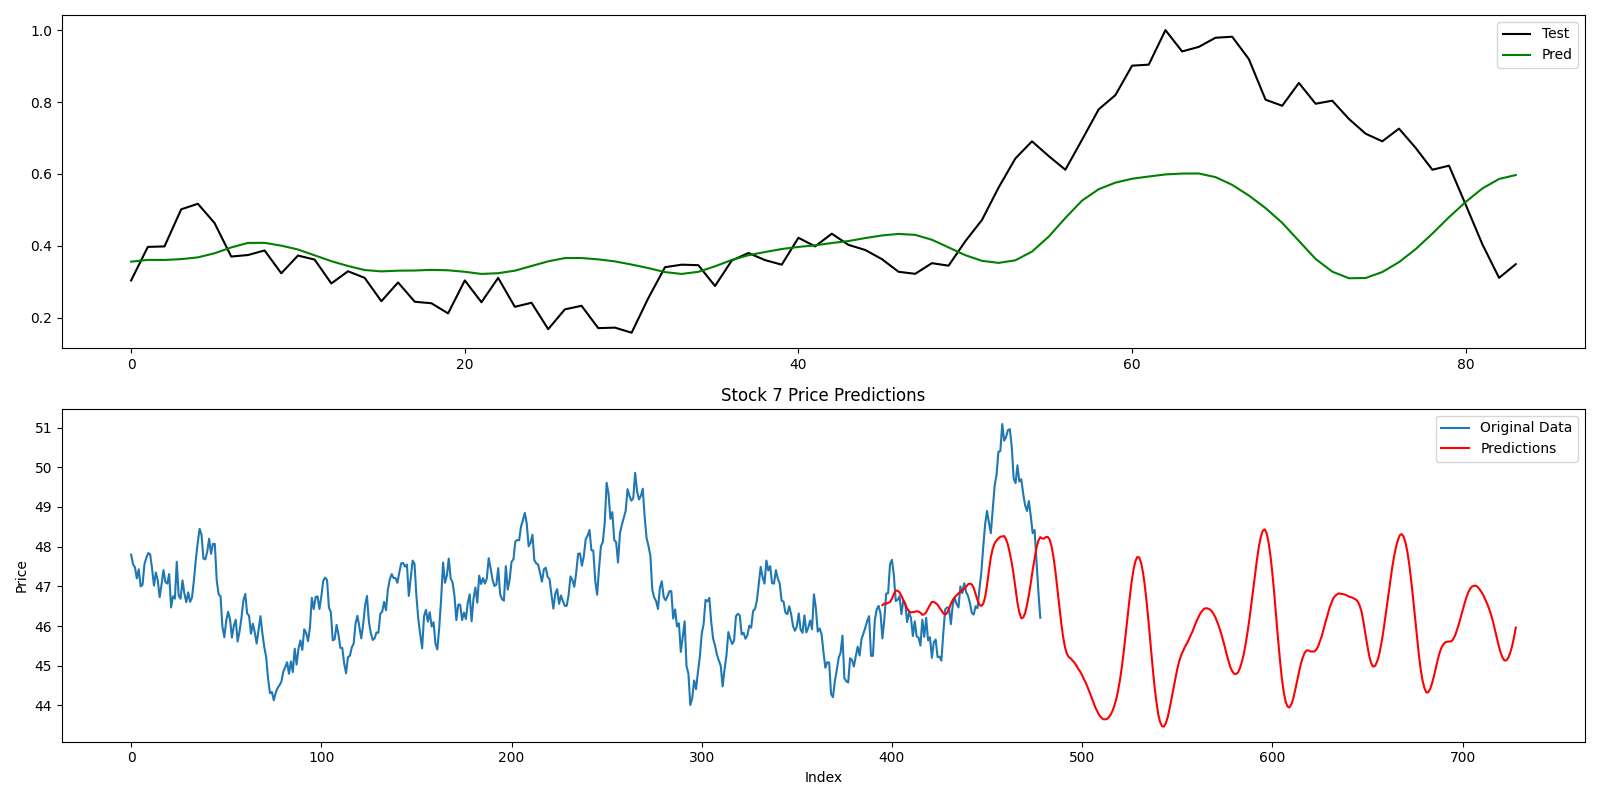 1.0
0.8
0.6
0.4
0.2
0 20 40 60 80
Test
Pred
Stock 7 Price Predictions
51
50
49
48
47
46
45
44
Price
0 100 200 300 400 500 600 700
Index
Original Data
Predictions